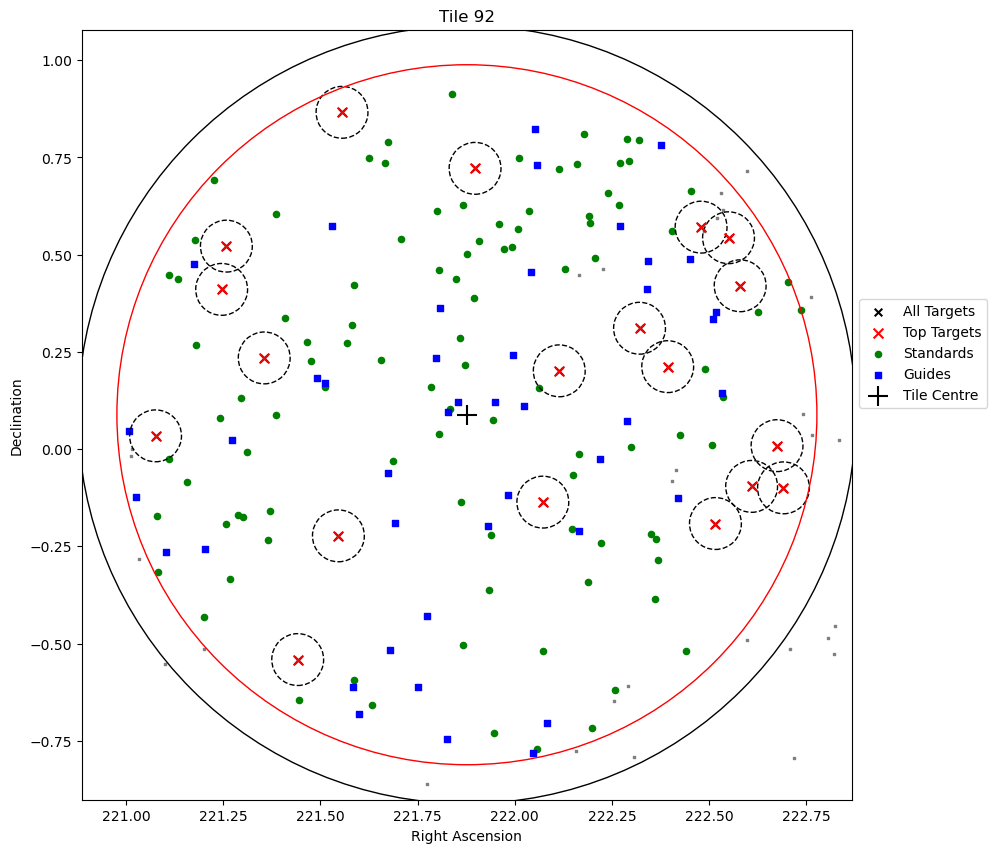 Tile 92
1.00
0.75
0.50
0.25
0.00
−0.25
−0.50
−0.75
Declination
221.00 221.25 221.50 221.75 222.00 222.25 222.50 222.75
Right Ascension
All Targets
Top Targets
Standards
Guides
Tile Centre